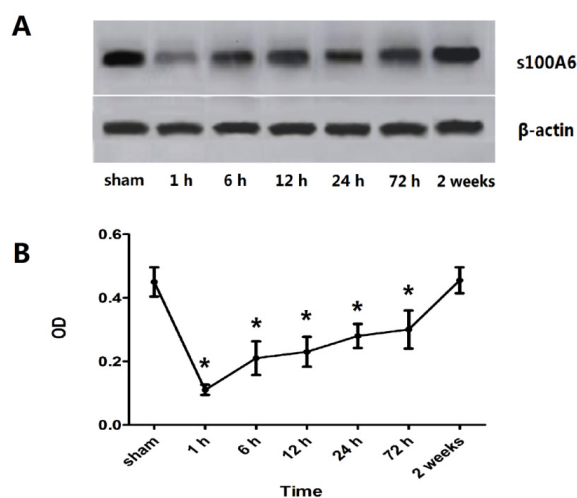 A
s100A6
β-actin
sham 1 h 6 h 12 h 24 h 72 h 2 weeks
B
0.6
0.4
0.2
0.0
OD
* * * * *
sham 1 h 6 h 12 h 24 h 72 h 2 weeks
Time